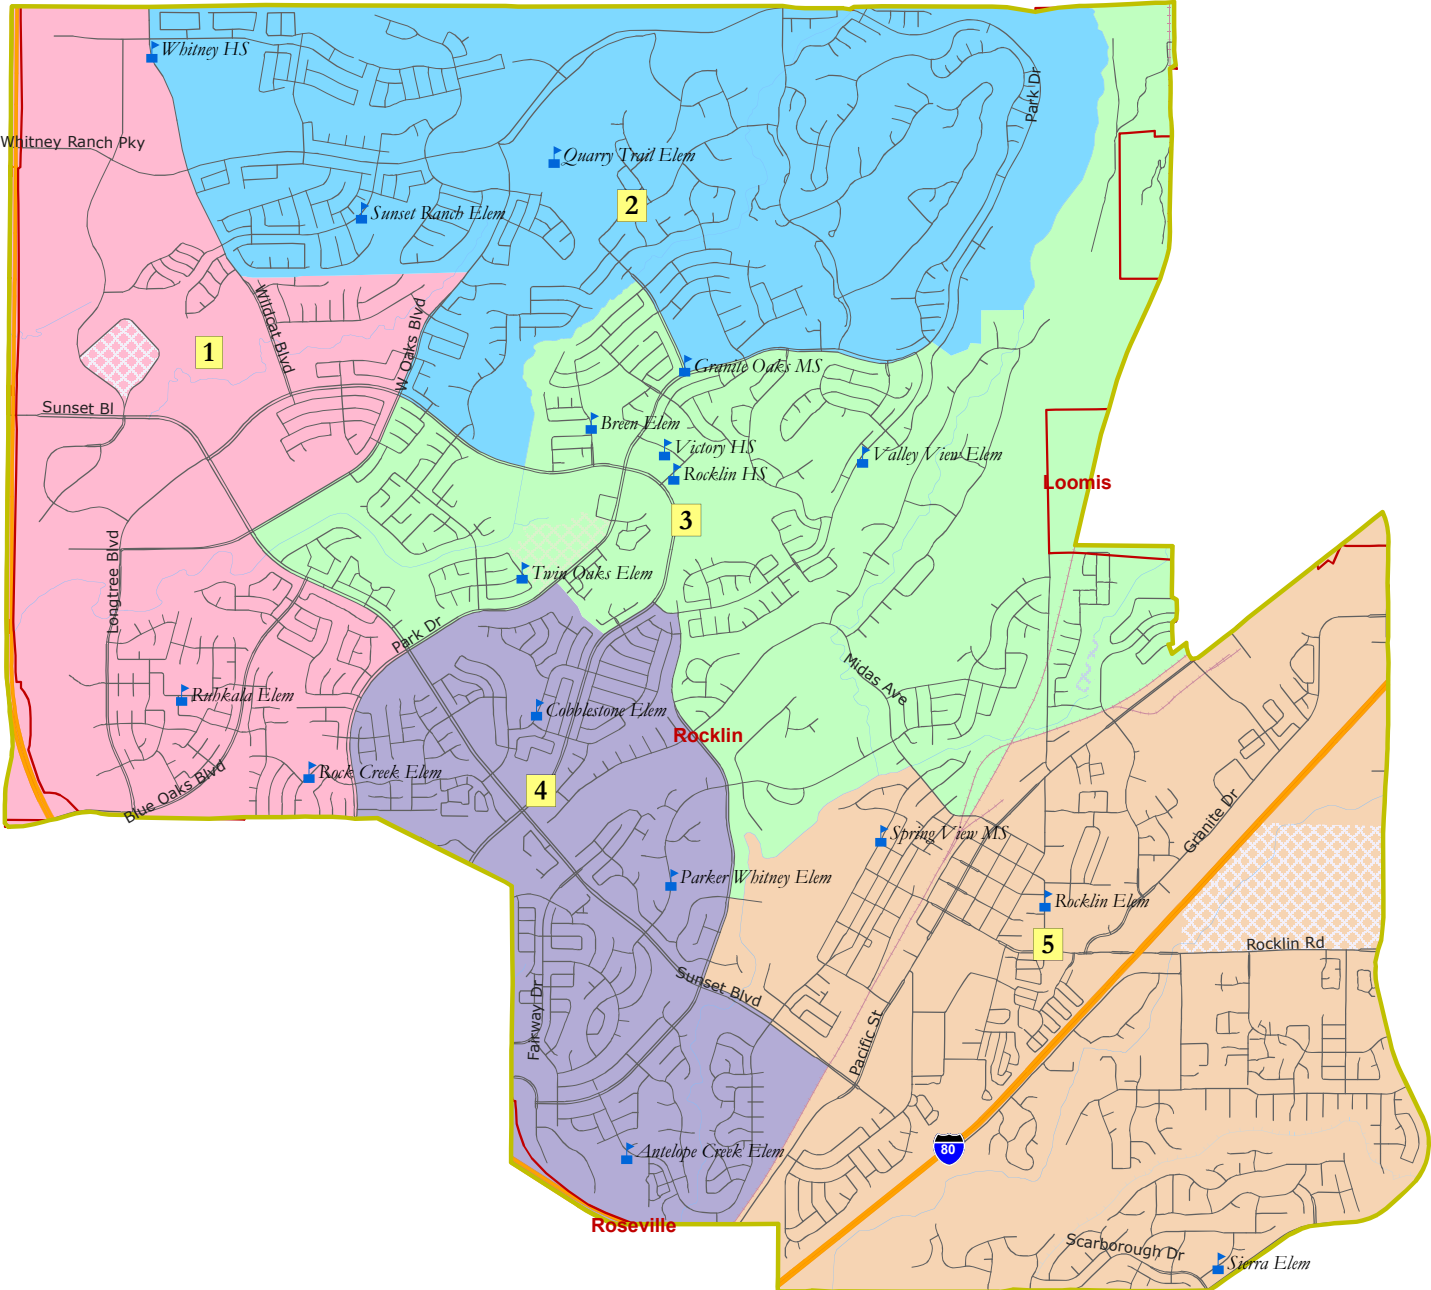 Whitney HS
Park Dr
Whitney Ranch Pky
Quarry Trail Elem
2
Sunset Ranch Elem
Wildcat Blvd
W Oaks Blvd
1
Granite Oaks MS
Sunset Bl
Breen Elem
Victory HS
Valley View Elem
Rocklin HS
Loomis
3
Longtree Blvd
Twin Oaks Elem
Park Dr
Midas Ave
Ruhkala Elem
Cobblestone Elem
Rocklin
Rock Creek Elem
4
Blue Oaks Blvd
Granite Dr
Spring View MS
Parker Whitney Elem
Rocklin Elem
5
Rocklin Rd
Sunset Blvd
Fairway Dr
Pacific St
80
Antelope Creek Elem
Roseville
Scarborough Dr
Sierra Elem